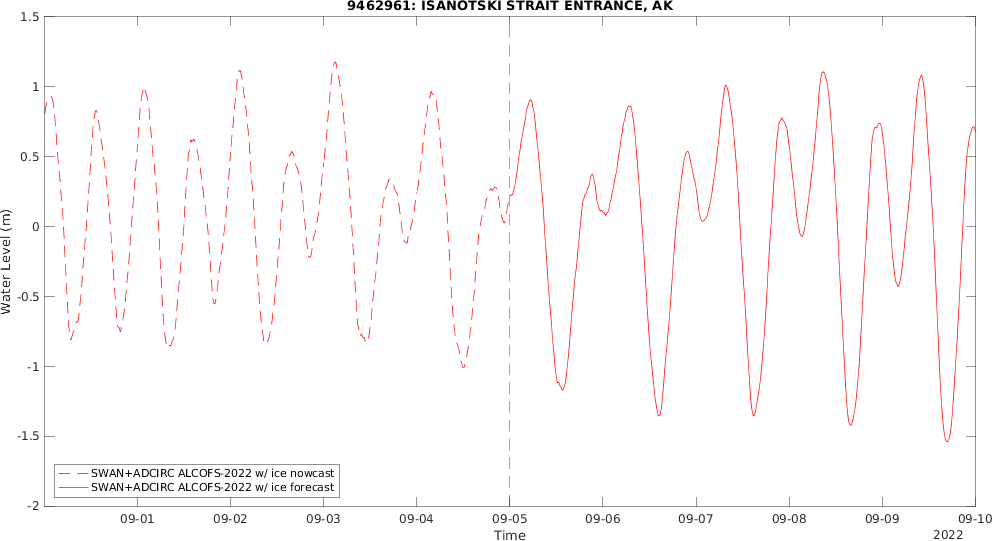 9462961: ISANOTSKI STRAIT ENTRANCE, AK
1.5
1
0.5
0
-0.5
-1
-1.5
-2
Water Level (m)
SWAN+ADCIRC ALCOFS-2022 w/ ice nowcast
SWAN+ADCIRC ALCOFS-2022 w/ ice forecast
09-01 09-02 09-03 09-04 09-05 09-06 09-07 09-08 09-09 09-10
Time
2022